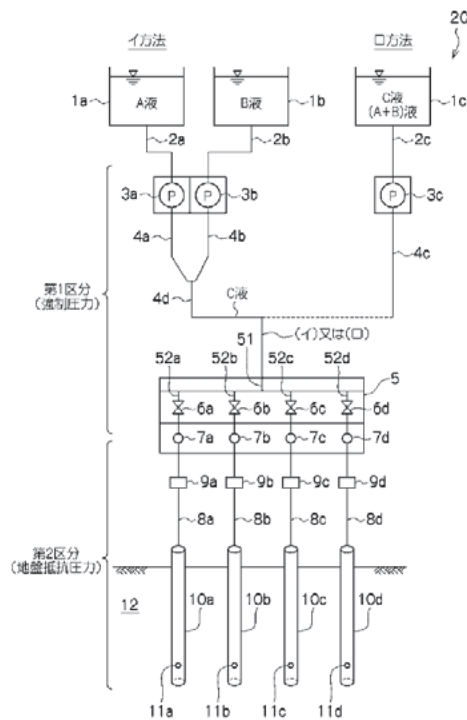 20
イ方法
ロ方法
1a
A液
B液
1b
C液
(A+B)液
1c
2a
2b
2c
3a
P
P
3b
P
3c
4a
4b
4c
第1区分
(強制圧力)
4d
C液
(イ)又は(ロ)
51
52a
52b
52c
52d
5
6a
6b
6c
6d
7a
7b
7c
7d
9a
9b
9c
9d
8a
8b
8c
8d
第2区分
(地盤抵抗圧力)
12
10a
10b
10c
10d
11a
11b
11c
11d